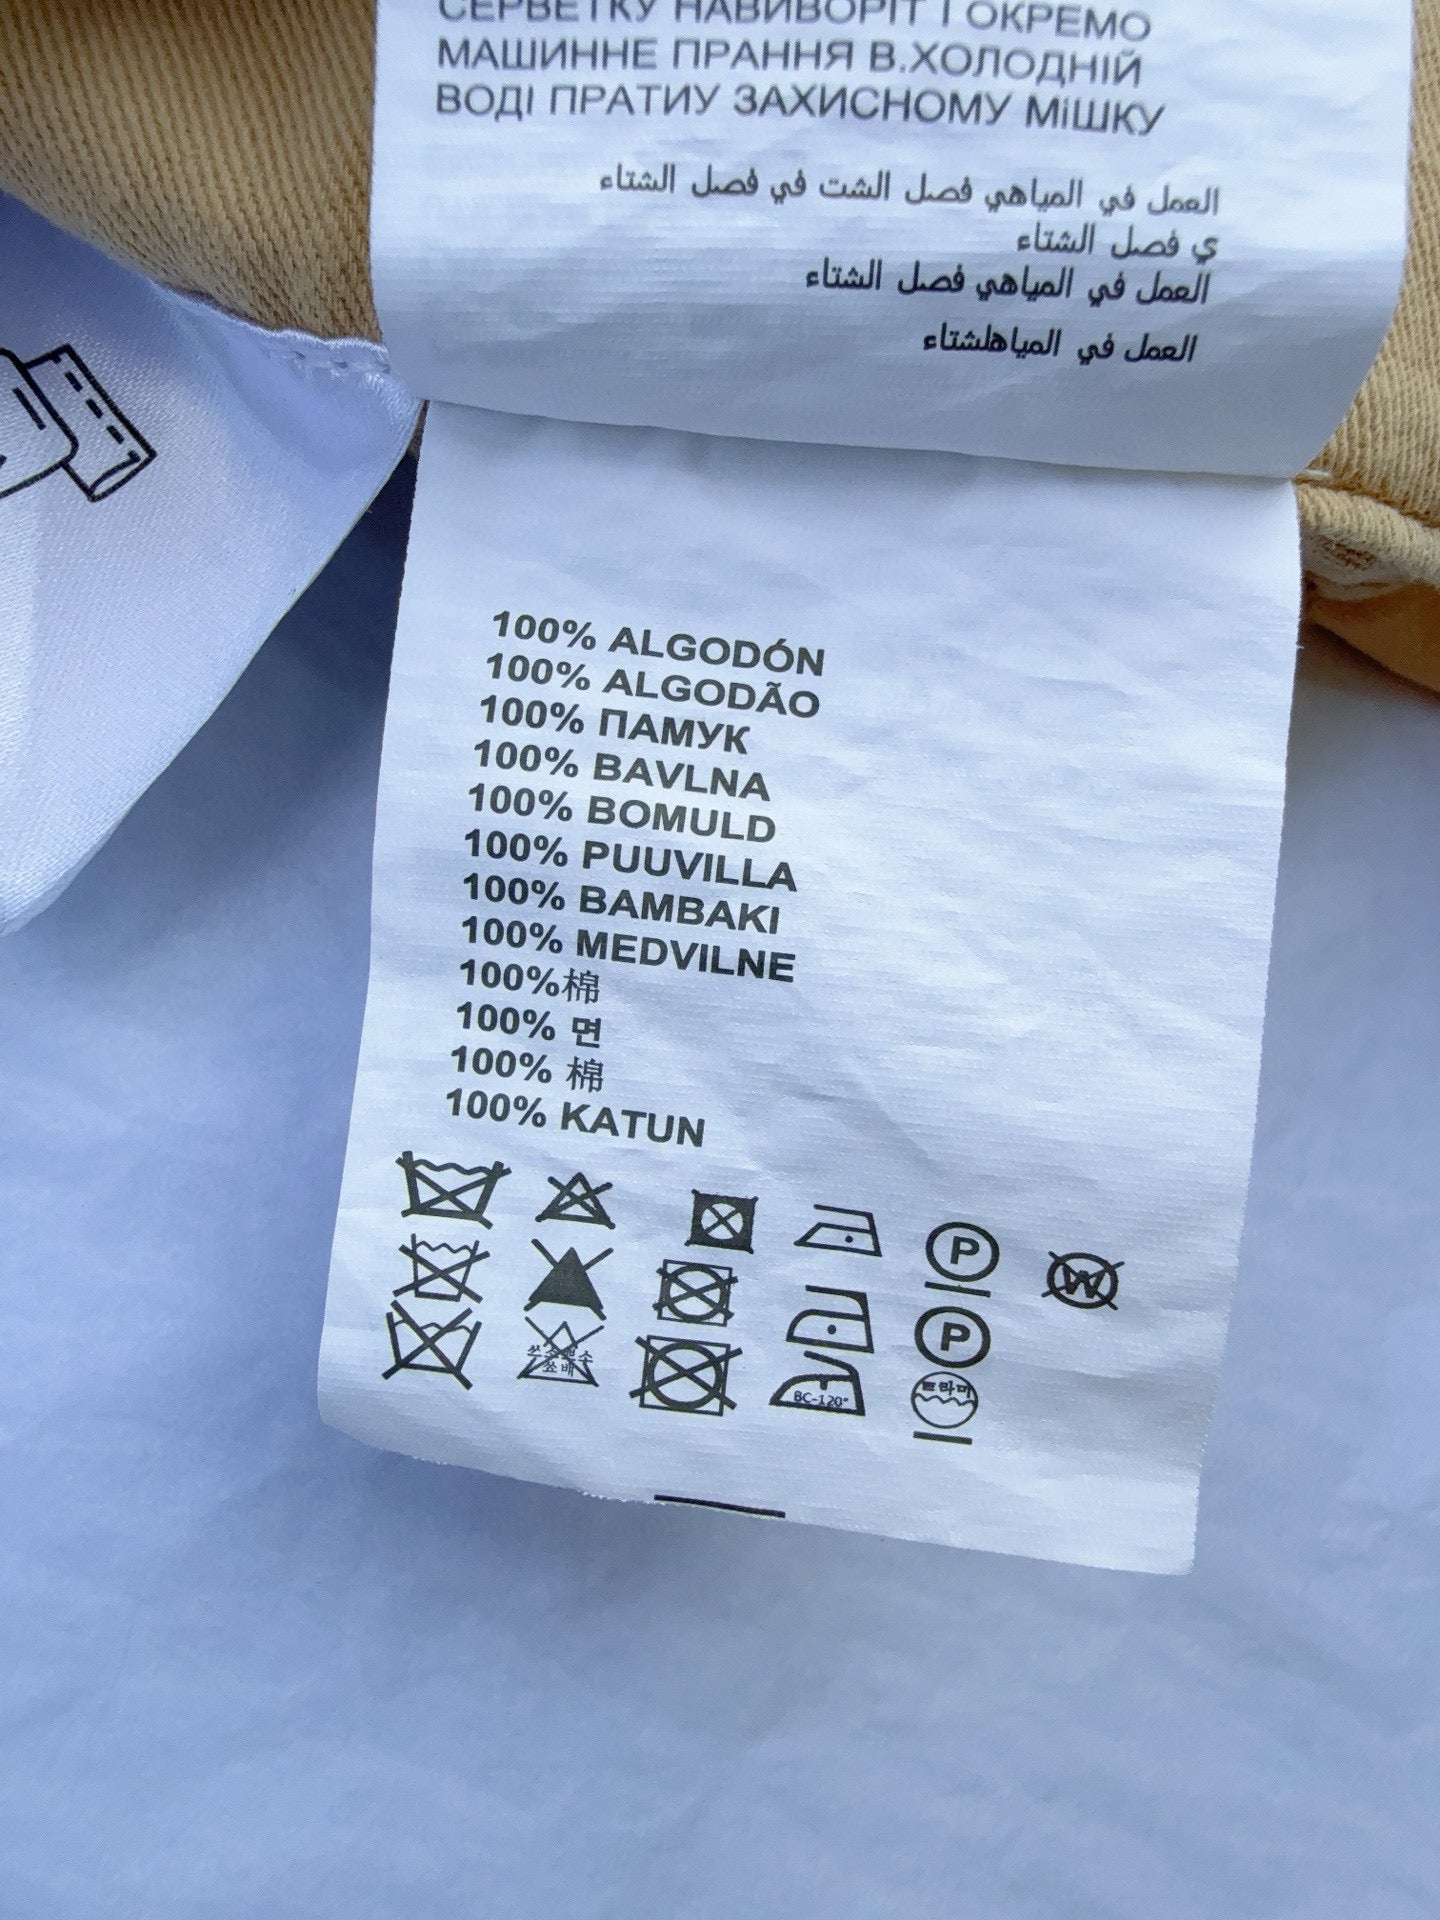 СЕРВЕТКУ НАВИВОРІТ І ОКРЕМО
МАШИННЕ ПРАННЯ В.ХОЛОДНІЙ
ВОДІ ПРАТИУ ЗАХИСНОМУ МіШКУ
العمل في المياهي فصل الشت في فصل الشتاء
ي فصل الشتاء
العمل في المياهي فصل الشتاء
العمل في المياهلشتاء
100% ALGODÓN
100% ALGODÃO
100% ПАМУК
100% BAVLNA
100% BOMULD
100% PUUVILLA
100% BAMBAKI
100% MEDVILNE
100%棉
100% 면
100% 棉
100% KATUN
P
W
P
BC-120°